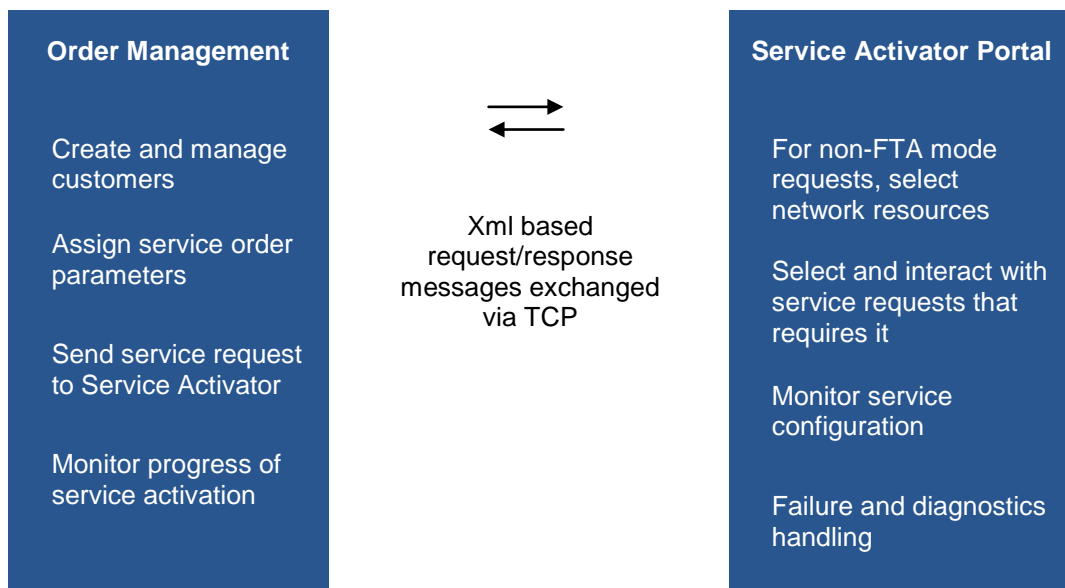 Order Management
Create and manage
customers
Assign service order
parameters
Send service request
to Service Activator
Monitor progress of
service activation
Xml based
request/response
messages exchanged
via TCP
Service Activator Portal
For non-FTA mode
requests, select
network resources
Select and interact with
service requests that
requires it
Monitor service
configuration
Failure and diagnostics
handling